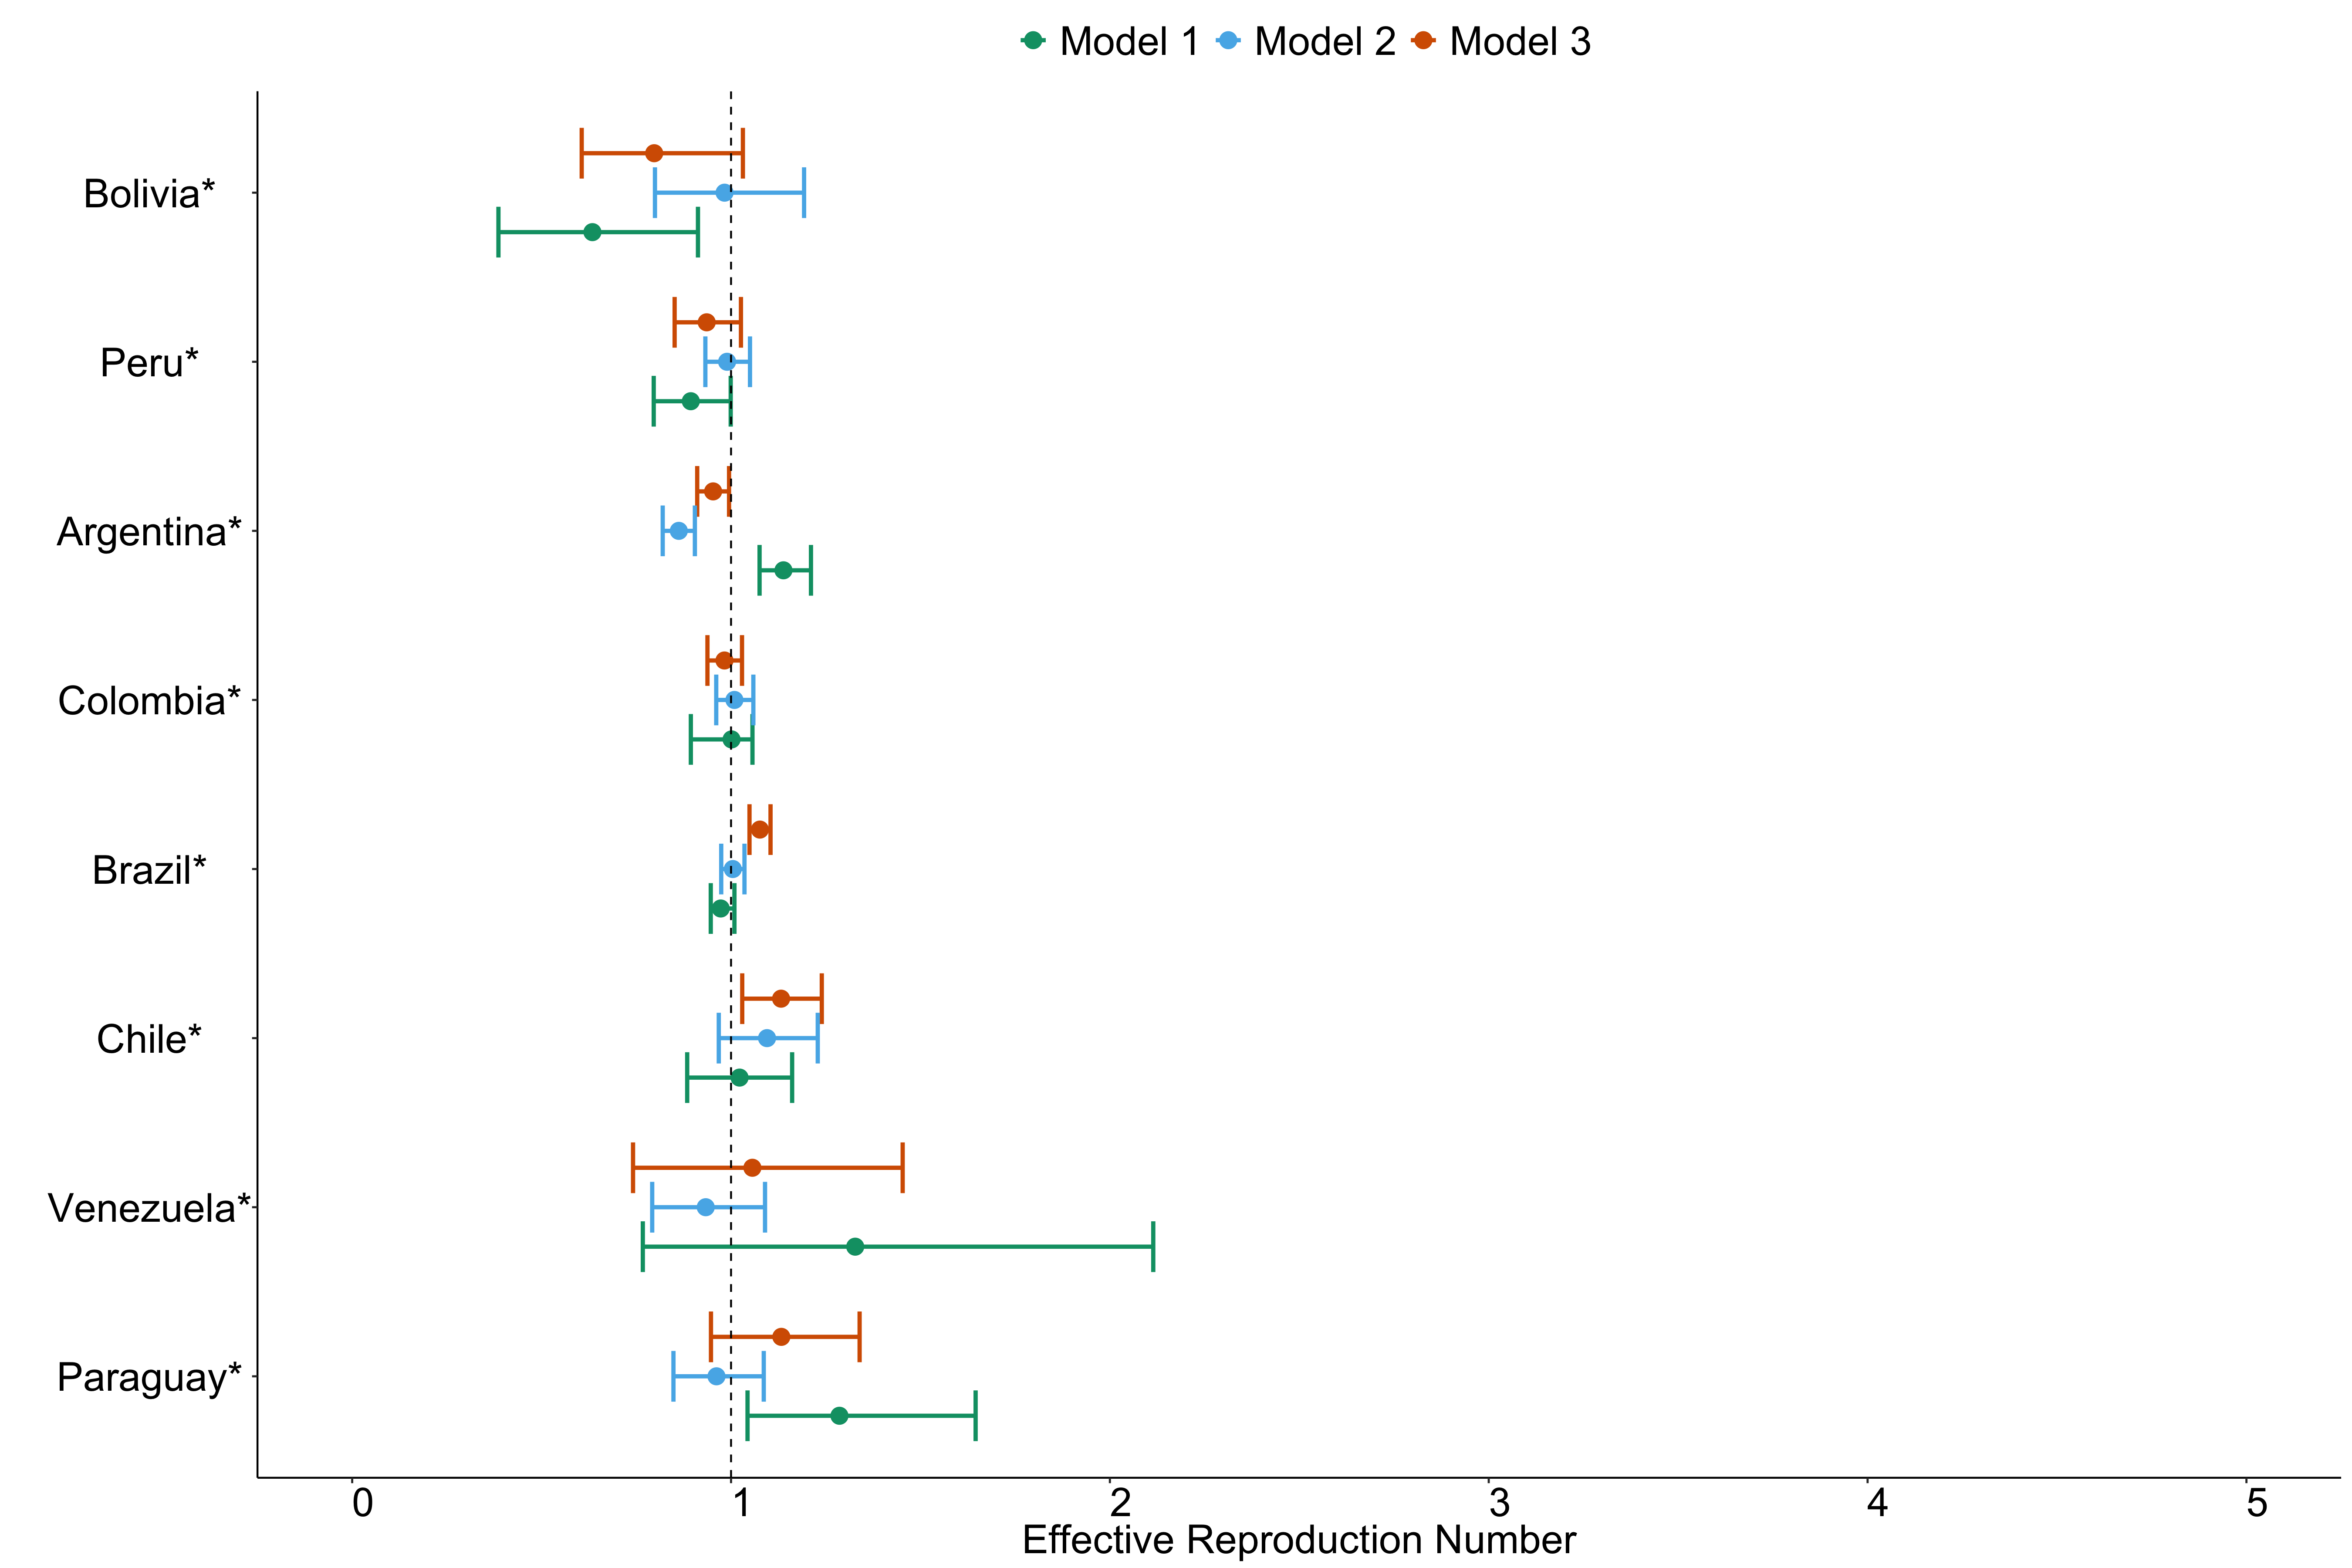 Model 1 Model 2 Model 3
Bolivia*
Peru*
Argentina*
Colombia*
Brazil*
Chile*
Venezuela*
Paraguay*
0 1 2 3 4 5
Effective Reproduction Number